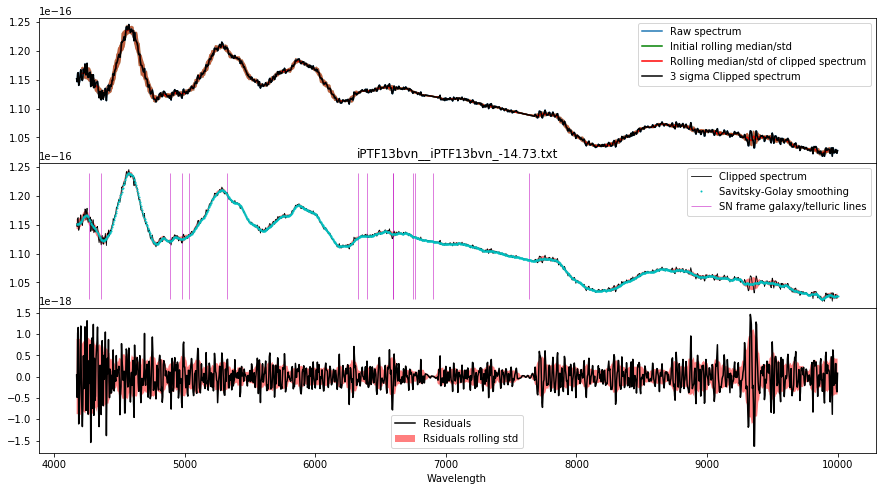 1e−16
1.25
1.20
1.15
1.10
1.05
Raw spectrum
Initial rolling median/std
Rolling median/std of clipped spectrum
3 sigma Clipped spectrum
1e−16
iPTF13bvn__iPTF13bvn_-14.73.txt
1.25
1.20
1.15
1.10
1.05
Clipped spectrum
Savitsky-Golay smoothing
SN frame galaxy/telluric lines
1e−18
1.5
1.0
0.5
0.0
−0.5
−1.0
−1.5
Residuals
Rsiduals rolling std
4000 5000 6000 7000 8000 9000 10000
Wavelength